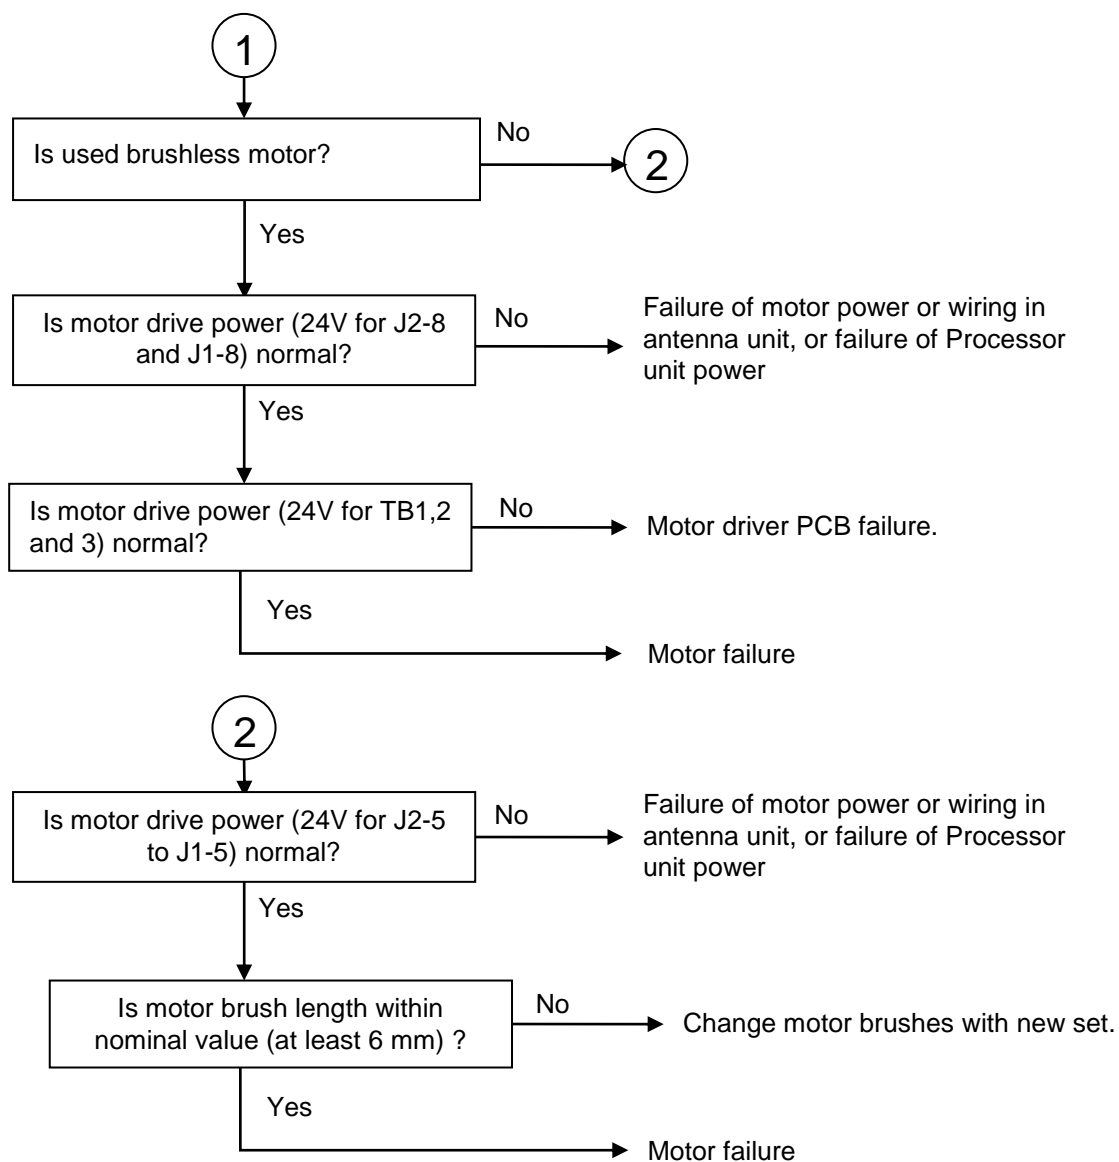 1
Is used brushless motor?
No
2
Yes
Is motor drive power (24V for J2-8
and J1-8) normal?
No
Failure of motor power or wiring in
antenna unit, or failure of Processor
unit power
Yes
Is motor drive power (24V for TB1,2
and 3) normal?
No
Motor driver PCB failure.
Yes
Motor failure
2
Is motor drive power (24V for J2-5
to J1-5) normal?
No
Failure of motor power or wiring in
antenna unit, or failure of Processor
unit power
Yes
Is motor brush length within
nominal value (at least 6 mm) ?
No
Change motor brushes with new set.
Yes
Motor failure